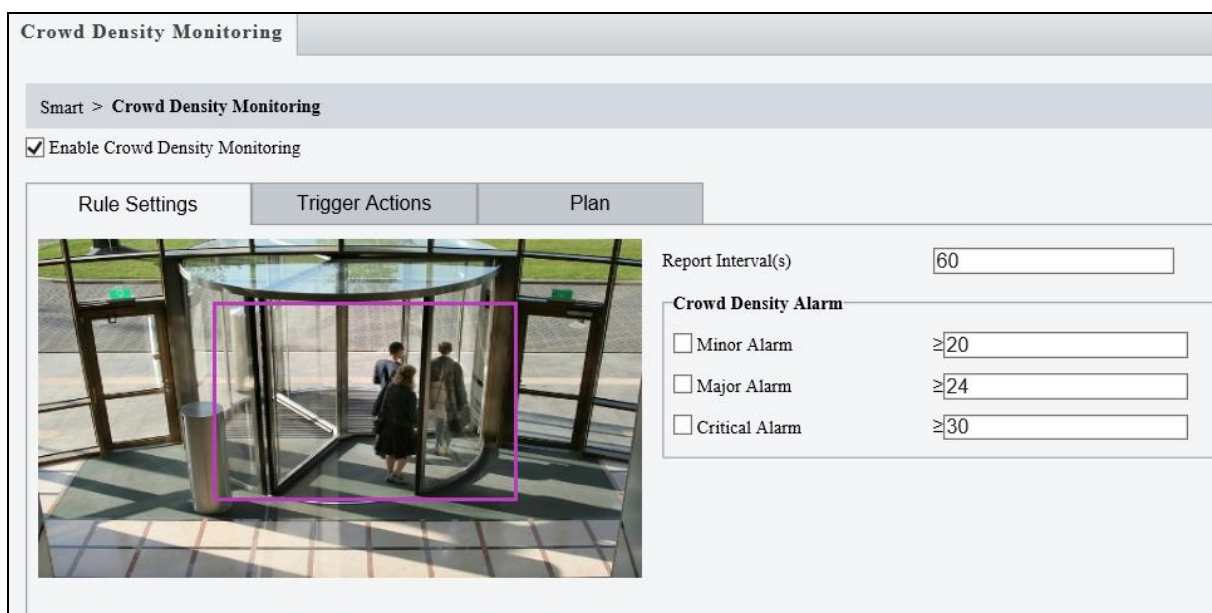 Crowd Density Monitoring
Smart > Crowd Density Monitoring
Enable Crowd Density Monitoring
Rule Settings Trigger Actions Plan
Report Interval(s) 60
Crowd Density Alarm
Minor Alarm ≥20
Major Alarm ≥24
Critical Alarm ≥30